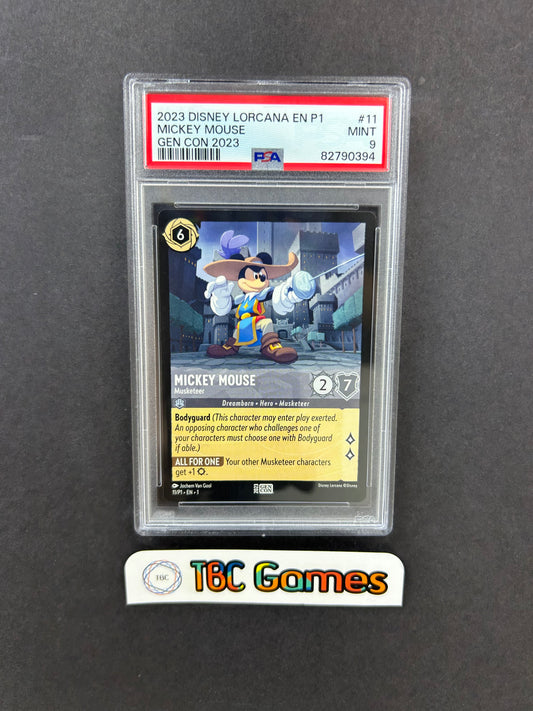 2023 DISNEY LORCANA EN P1 #11
MICKEY MOUSE MINT
GEN CON 2023 9
PSA 82790394
6
MICKEY MOUSE
Musketeer
2 7
Dreamborn • Hero • Musketeer
Bodyguard (This character may enter play exerted.
An opposing character who challenges one of
your characters must choose one with Bodyguard
if able.)
ALL FOR ONE Your other Musketeer characters
get +1
Jochem Van Gool
11/P1 • EN • 1
GEN
CON
Disney Lorcana ©Disney
TBC
TBC Games